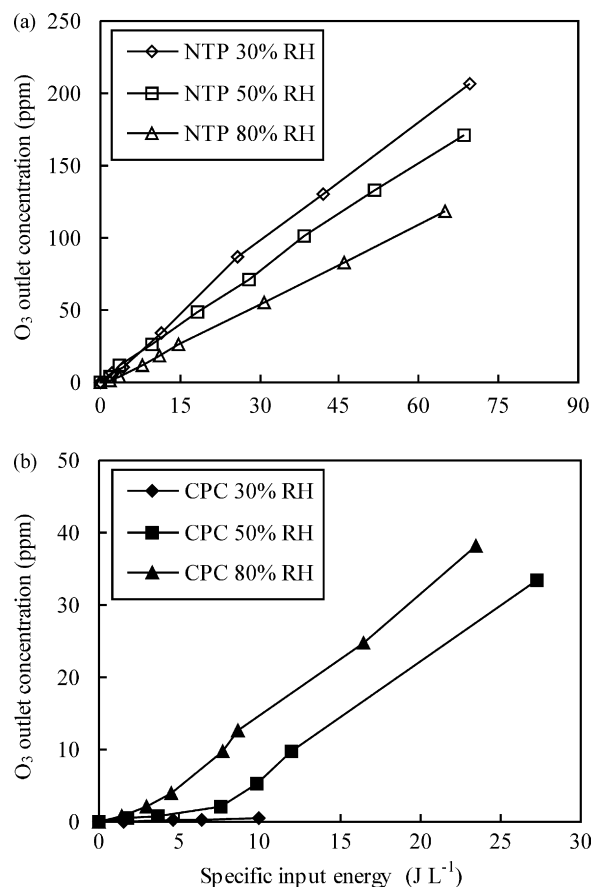 (a)
250
200
150
100
50
0
O₃ outlet concentration (ppm)
NTP 30% RH
NTP 50% RH
NTP 80% RH
0 15 30 45 60 75 90
(b)
50
40
30
20
10
0
O₃ outlet concentration (ppm)
CPC 30% RH
CPC 50% RH
CPC 80% RH
0 5 10 15 20 25 30
Specific input energy (J L⁻¹)